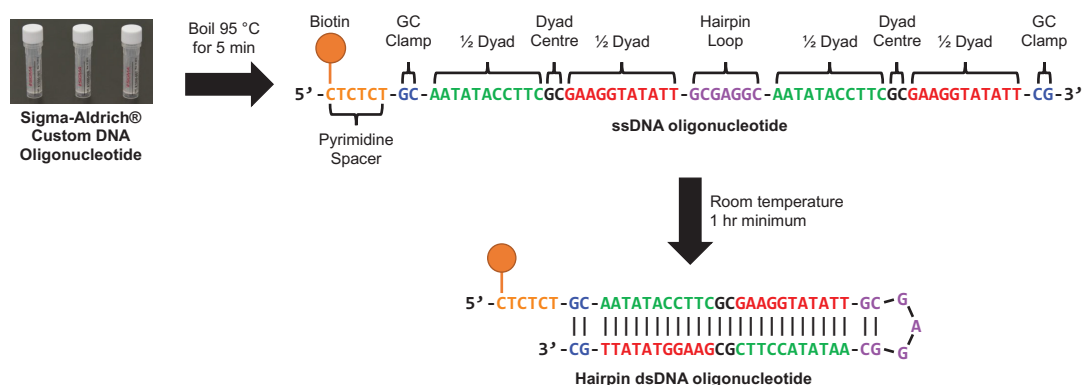 Boil 95 °C
for 5 min
Sigma-Aldrich®
Custom DNA
Oligonucleotide
Biotin
GC
Clamp
½ Dyad
Dyad
Centre
½ Dyad
Hairpin
Loop
½ Dyad
Dyad
Centre
½ Dyad
GC
Clamp
5’-CTCTCT-GC-AATATACCTTCGCGAAGGTATATT-GCGAGGC-AATATACCTTCGCGAAGGTATATT-CG-3’
Pyrimidine
Spacer
ssDNA oligonucleotide
Room temperature
1 hr minimum
5’-CTCTCT-GC-AATATACCTTCGCGAAGGTATATT-GC
G
A
G
3’-CG-TTATATGGAAGCGCTTCCATATAA-CG
Hairpin dsDNA oligonucleotide